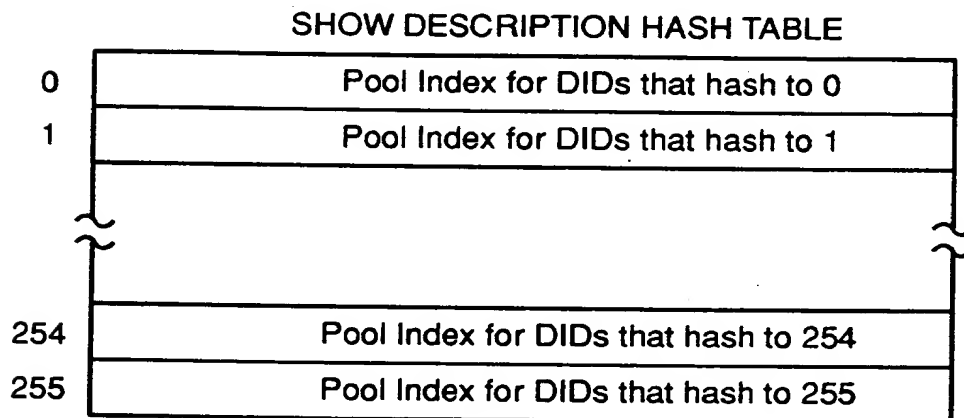 SHOW DESCRIPTION HASH TABLE
0 Pool Index for DIDs that hash to 0
1 Pool Index for DIDs that hash to 1
254 Pool Index for DIDs that hash to 254
255 Pool Index for DIDs that hash to 255